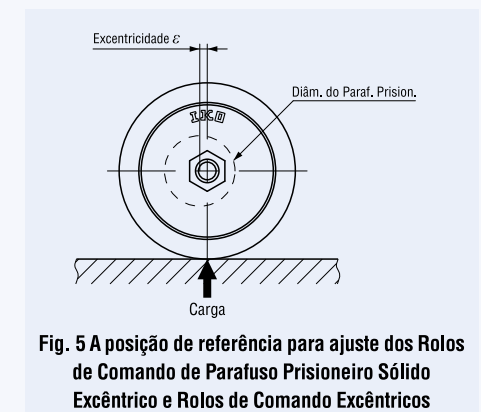 Excentricidade ε
Diâm. do Paraf. Prision.
IKO
Carga
Fig. 5 A posição de referência para ajuste dos Rolos
de Comando de Parafuso Prisioneiro Sólido
Excêntrico e Rolos de Comando Excêntricos